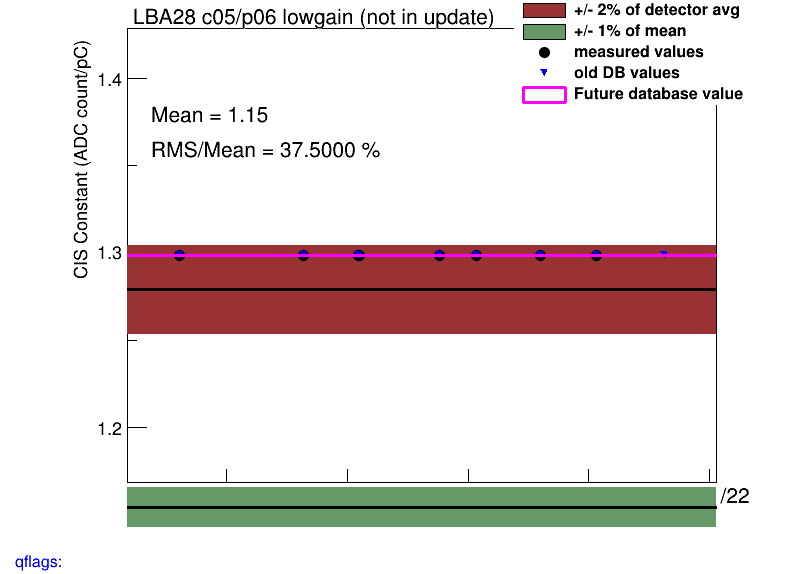 LBA28 c05/p06 lowgain (not in update)
+/- 2% of detector avg
+/- 1% of mean
measured values
old DB values
Future database value
CIS Constant (ADC count/pC)
1.4
Mean = 1.15
RMS/Mean = 37.5000 %
1.3
1.2
/22
qflags: